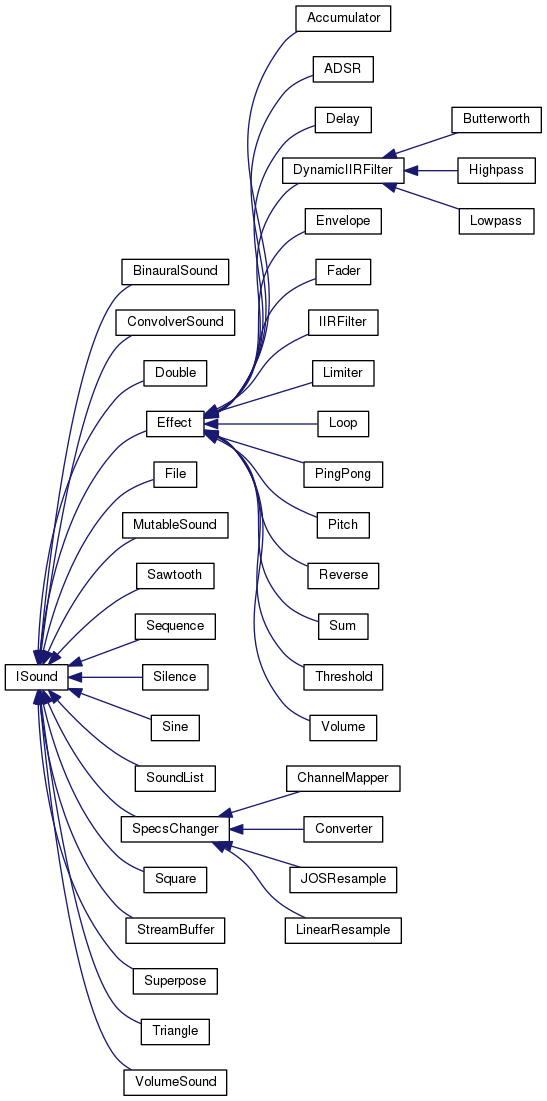 Accumulator
ADSR
Delay
Butterworth
DynamicIIRFilter
Highpass
Envelope
Lowpass
BinauralSound
Fader
ConvolverSound
IIRFilter
Double
Limiter
Effect
Loop
File
PingPong
MutableSound
Pitch
Sawtooth
Reverse
Sequence
Sum
ISound
Silence
Threshold
Sine
Volume
SoundList
ChannelMapper
SpecsChanger
Converter
Square
JOSResample
StreamBuffer
LinearResample
Superpose
Triangle
VolumeSound